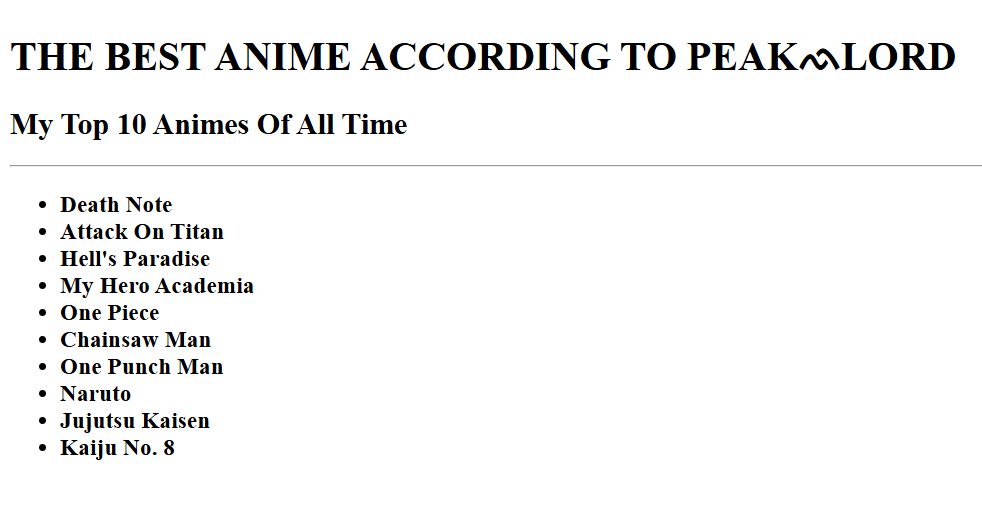 THE BEST ANIME ACCORDING TO PEAKᨒLORD
My Top 10 Animes Of All Time
Death Note
Attack On Titan
Hell's Paradise
My Hero Academia
One Piece
Chainsaw Man
One Punch Man
Naruto
Jujutsu Kaisen
Kaiju No. 8